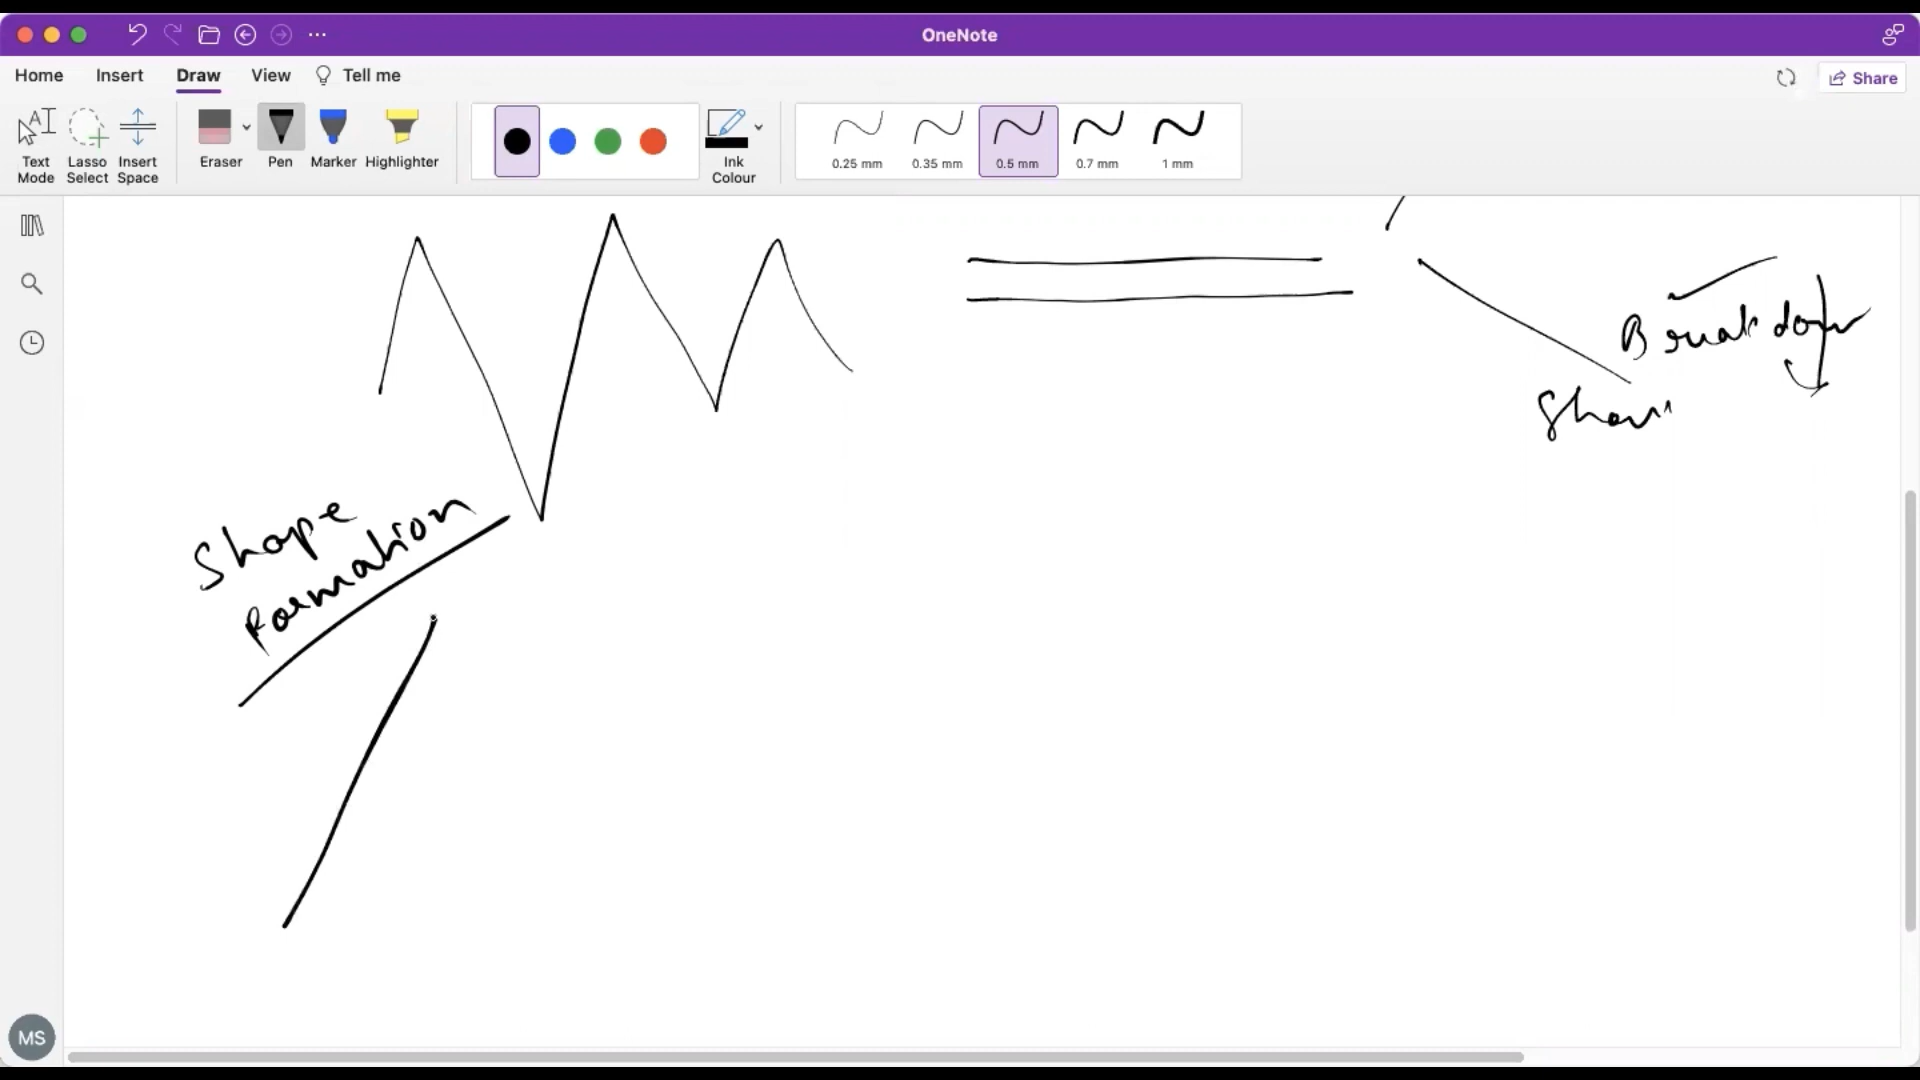 OneNote
Home Insert Draw View Tell me
Share
Text Mode
Lasso Select
Insert Space
Eraser
Pen
Marker
Highlighter
Ink Colour
0.25 mm
0.35 mm
0.5 mm
0.7 mm
1 mm
Breakdown
Shape
Formation
MS